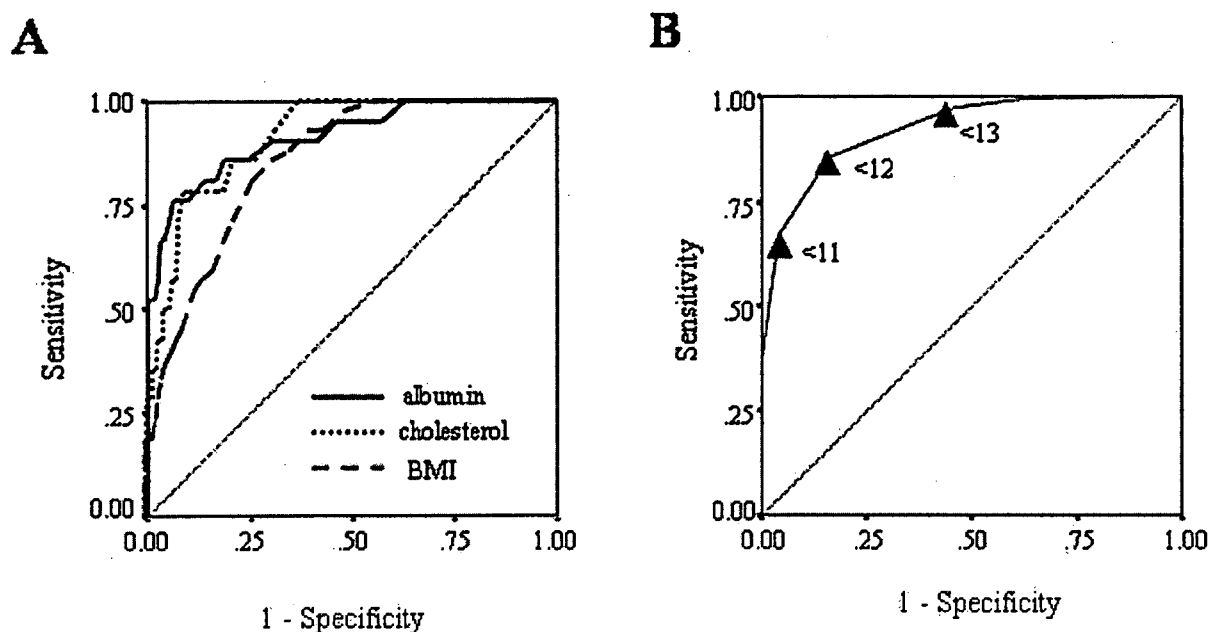 A
1.00
.75
.50
.25
0.00
Sensitivity
albumin
cholesterol
BMI
0.00 .25 .50 .75 1.00
1 - Specificity
B
1.00
.75
.50
.25
0.00
Sensitivity
<13
<12
<11
0.00 .25 .50 .75 1.00
1 - Specificity